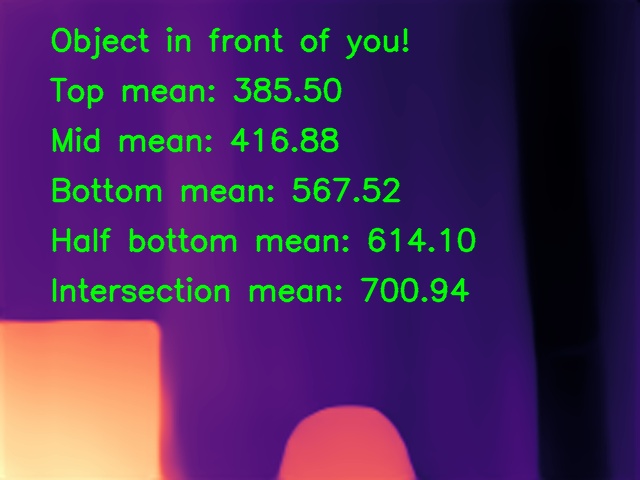 Object in front of you!
Top mean: 385.50
Mid mean: 416.88
Bottom mean: 567.52
Half bottom mean: 614.10
Intersection mean: 700.94